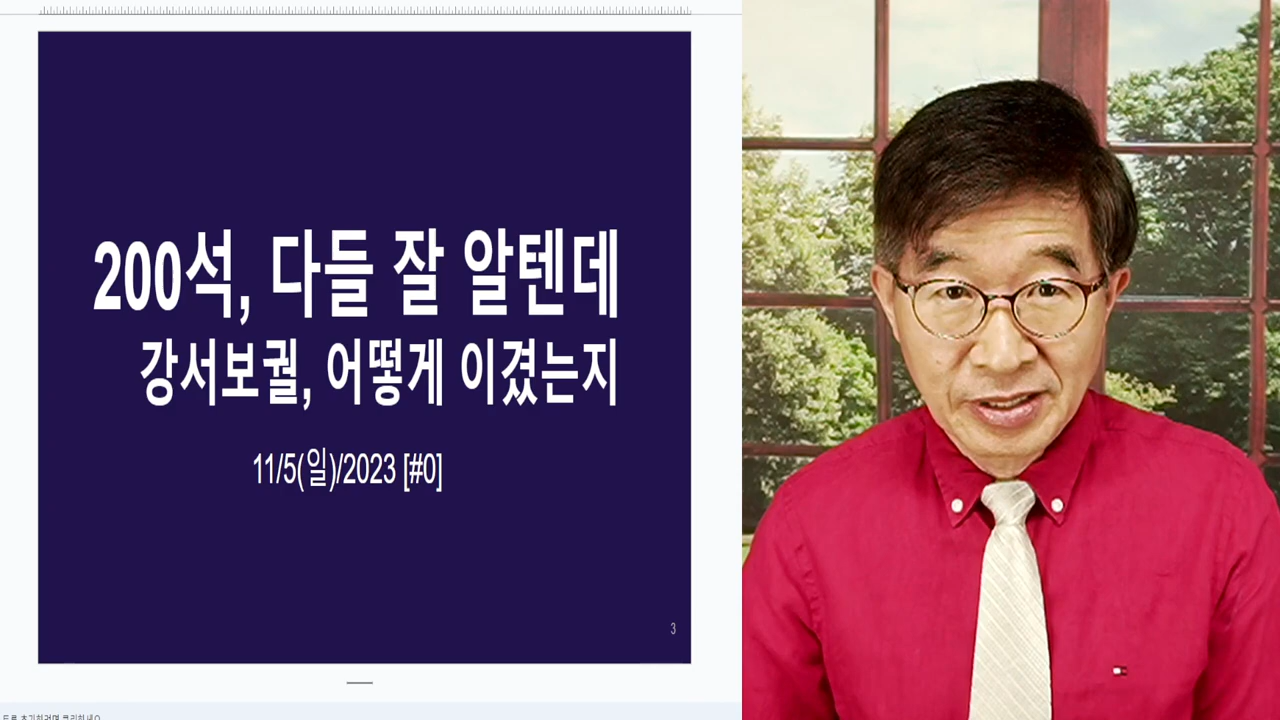 200석, 다들 잘 알텐데
강서보궐, 어떻게 이겼는지
11/5(일)/2023 [#0]
3